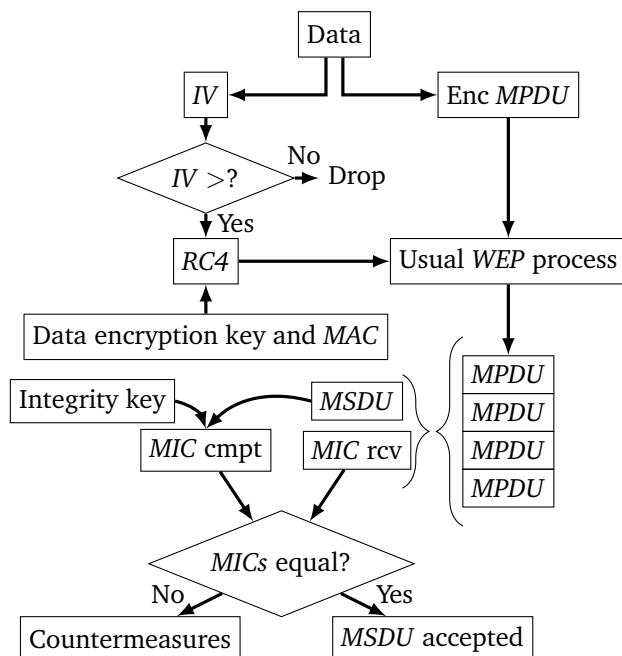 Data
IV
Enc MPDU
IV >?
No
Drop
Yes
RC4
Usual WEP process
Data encryption key and MAC
MPDU
MPDU
MPDU
MPDU
Integrity key
MSDU
MIC cmpt
MIC rcv
MICs equal?
No
Yes
Countermeasures
MSDU accepted